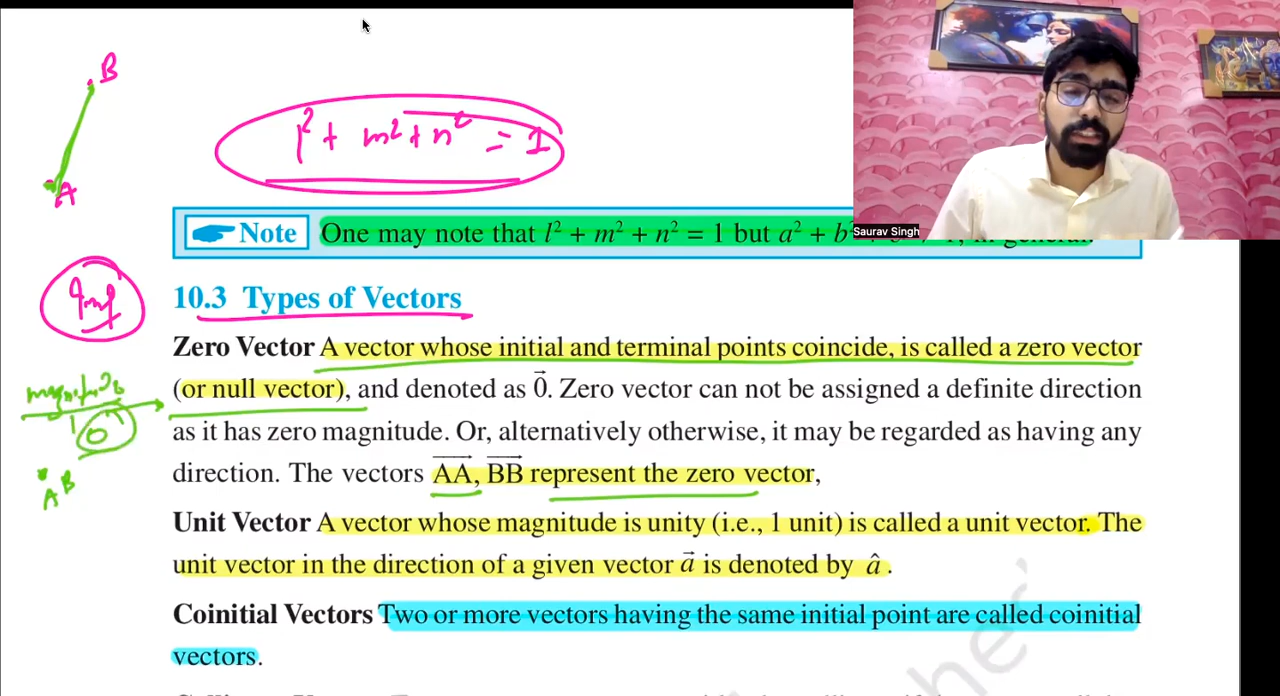 B
l² + m² + n² = 1
A
Note One may note that l² + m² + n² = 1 but a² + b²
Saurav Singh
Imp
10.3 Types of Vectors
Zero Vector A vector whose initial and terminal points coincide, is called a zero vector
(or null vector), and denoted as 0⃗. Zero vector can not be assigned a definite direction
as it has zero magnitude. Or, alternatively otherwise, it may be regarded as having any
direction. The vectors AA⃗, BB⃗ represent the zero vector,
0
A B
Unit Vector A vector whose magnitude is unity (i.e., 1 unit) is called a unit vector. The
unit vector in the direction of a given vector a⃗ is denoted by â.
Coinitial Vectors Two or more vectors having the same initial point are called coinitial
vectors.